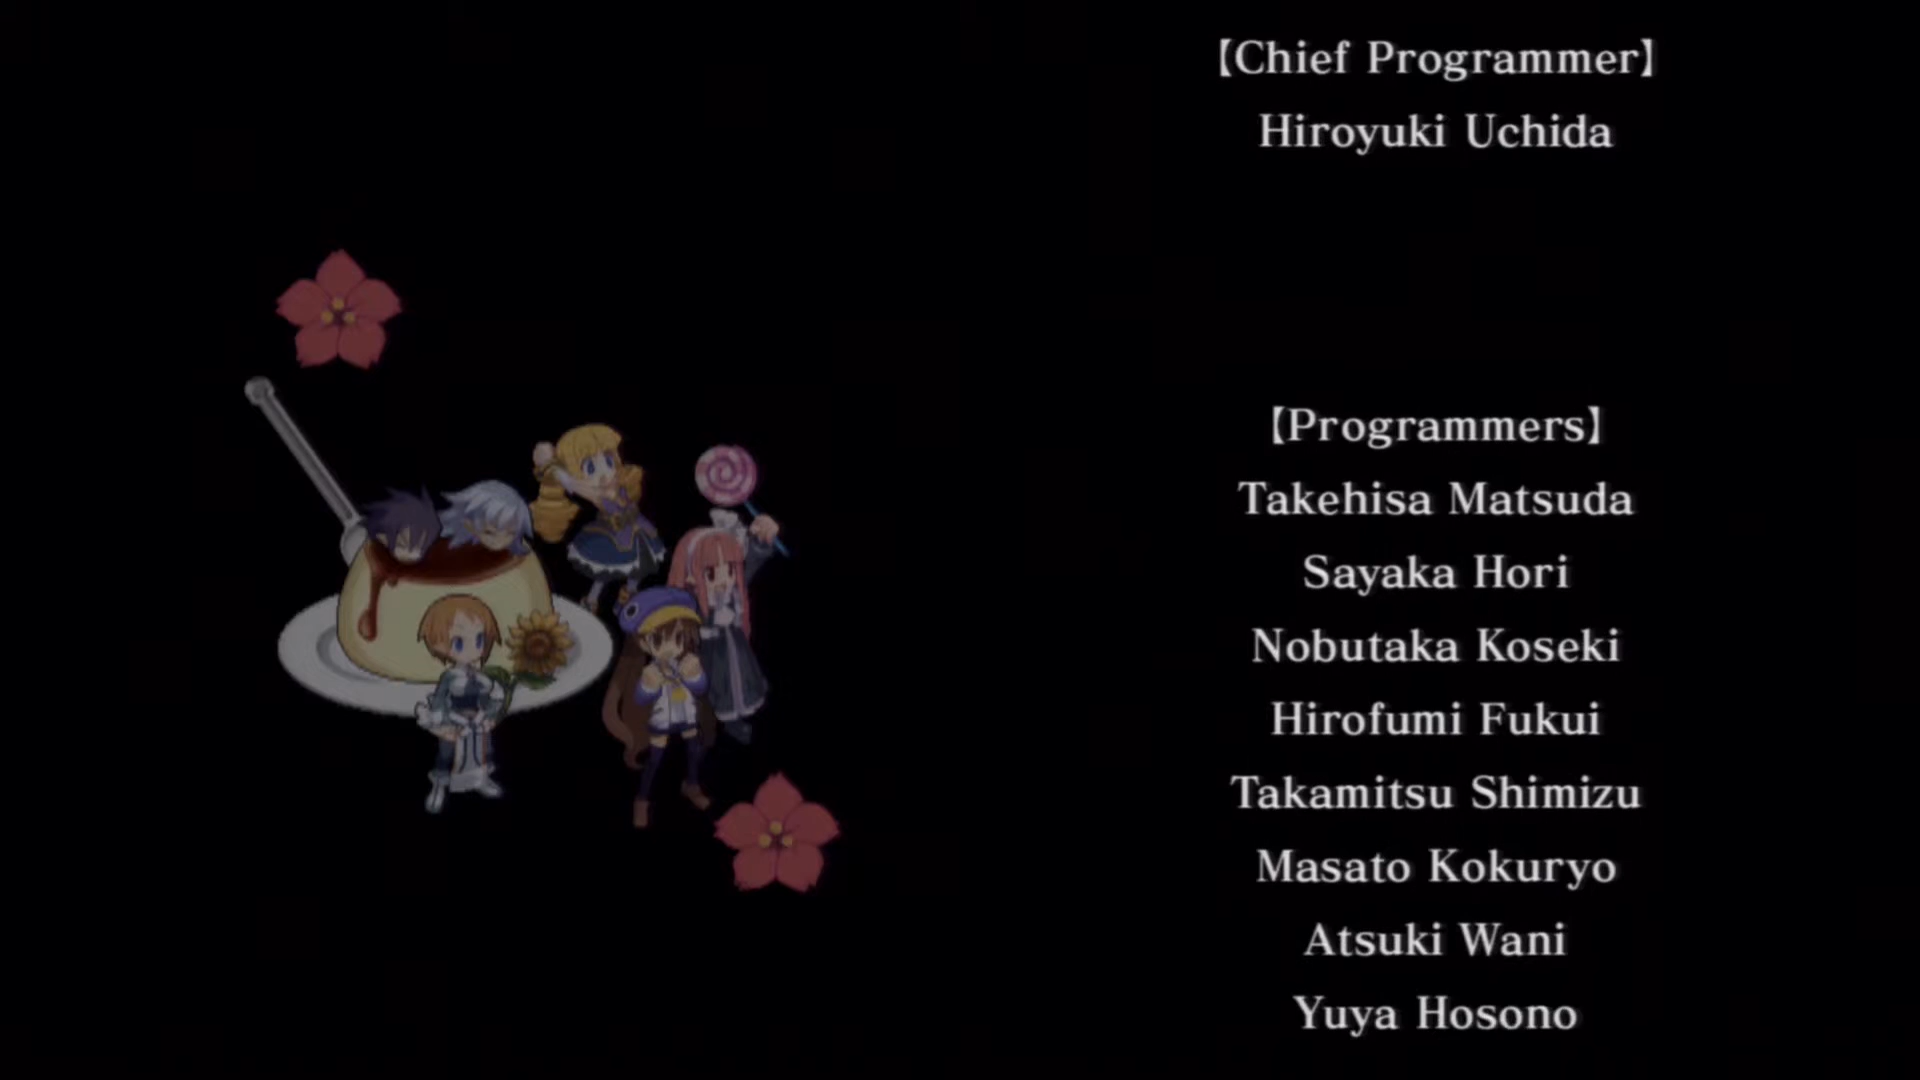 【Chief Programmer】
Hiroyuki Uchida
【Programmers】
Takehisa Matsuda
Sayaka Hori
Nobutaka Koseki
Hirofumi Fukui
Takamitsu Shimizu
Masato Kokuryo
Atsuki Wani
Yuya Hosono